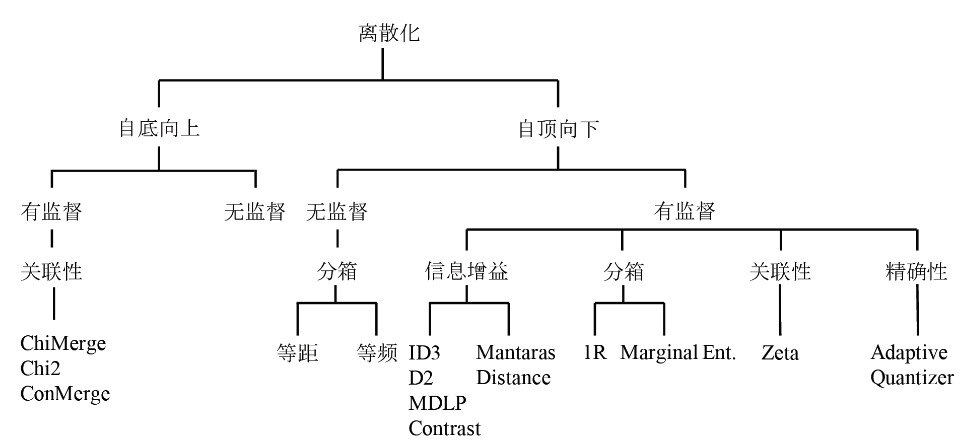 离散化
自底向上 自顶向下
有监督 无监督 无监督 有监督
关联性 分箱 信息增益 分箱 关联性 精确性
ChiMerge
Chi2
ConMerge
等距 等频
ID3
D2
MDLP
Contrast
Mantaras
Distance
1R Marginal Ent. Zeta
Adaptive
Quantizer